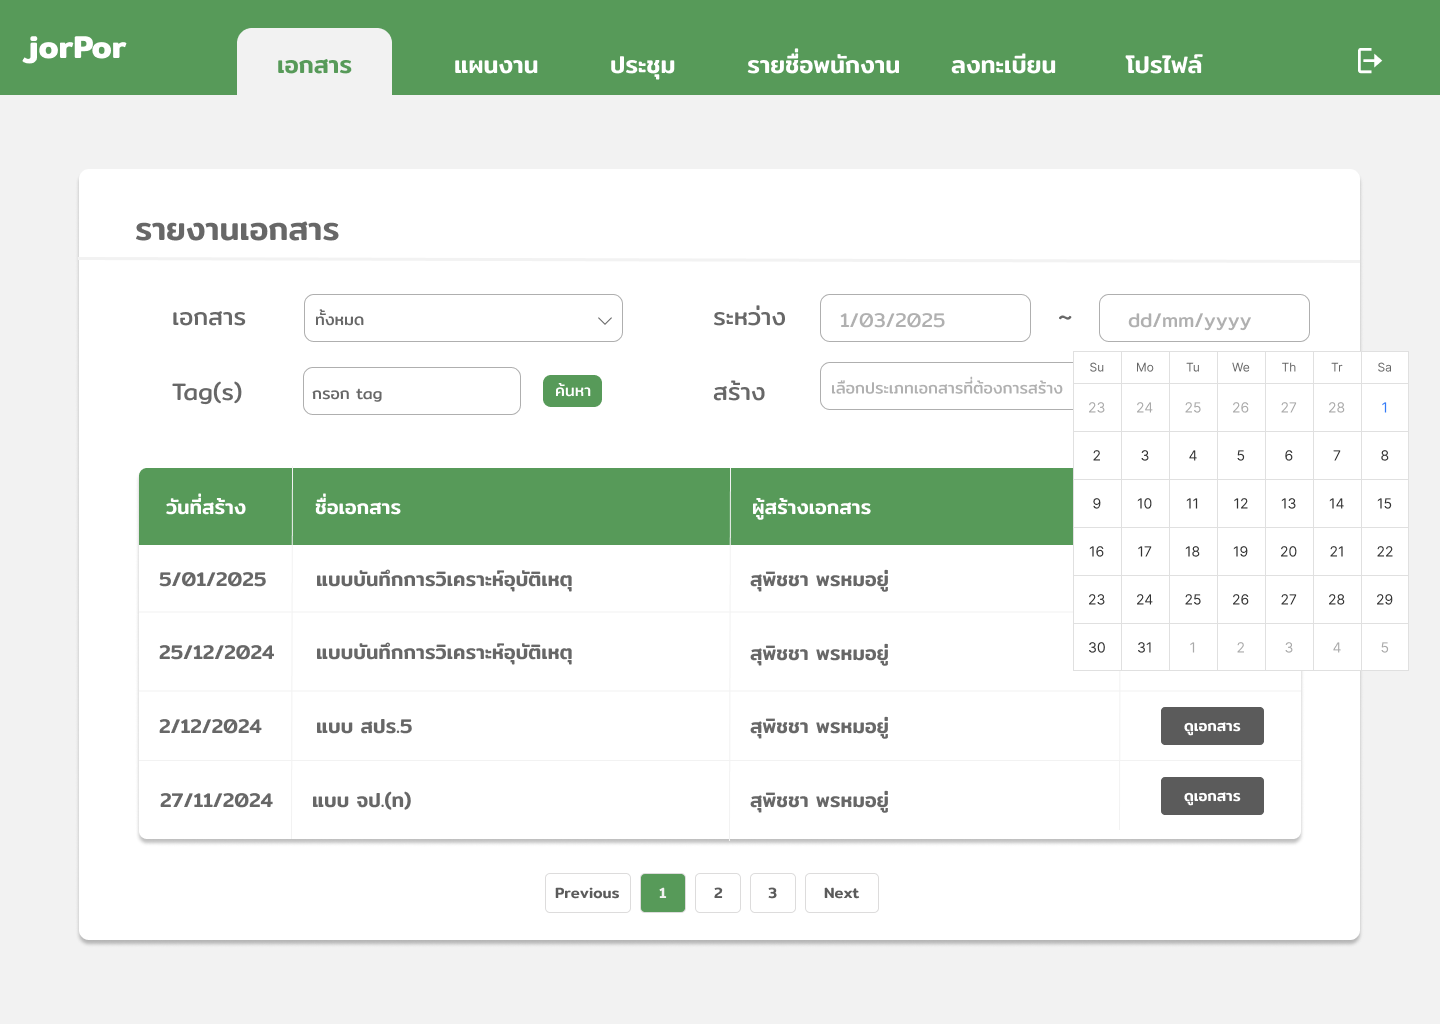 jorPor
เอกสาร แผนงาน ประชุม รายชื่อพนักงาน ลงทะเบียน โปรไฟล์
รายงานเอกสาร
เอกสาร ทั้งหมด ระหว่าง 1/03/2025 ~ dd/mm/yyyy
Tag(s) กรอก tag ค้นหา สร้าง เลือกประเภทเอกสารที่ต้องการสร้าง
Su Mo Tu We Th Tr Sa
23 24 25 26 27 28 1
2 3 4 5 6 7 8
9 10 11 12 13 14 15
16 17 18 19 20 21 22
23 24 25 26 27 28 29
30 31 1 2 3 4 5
วันที่สร้าง ชื่อเอกสาร ผู้สร้างเอกสาร
5/01/2025 แบบบันทึกการวิเคราะห์อุบัติเหตุ สุพิชชา พรหมอยู่
25/12/2024 แบบบันทึกการวิเคราะห์อุบัติเหตุ สุพิชชา พรหมอยู่
2/12/2024 แบบ สปร.5 สุพิชชา พรหมอยู่ ดูเอกสาร
27/11/2024 แบบ จป.(ท) สุพิชชา พรหมอยู่ ดูเอกสาร
Previous 1 2 3 Next